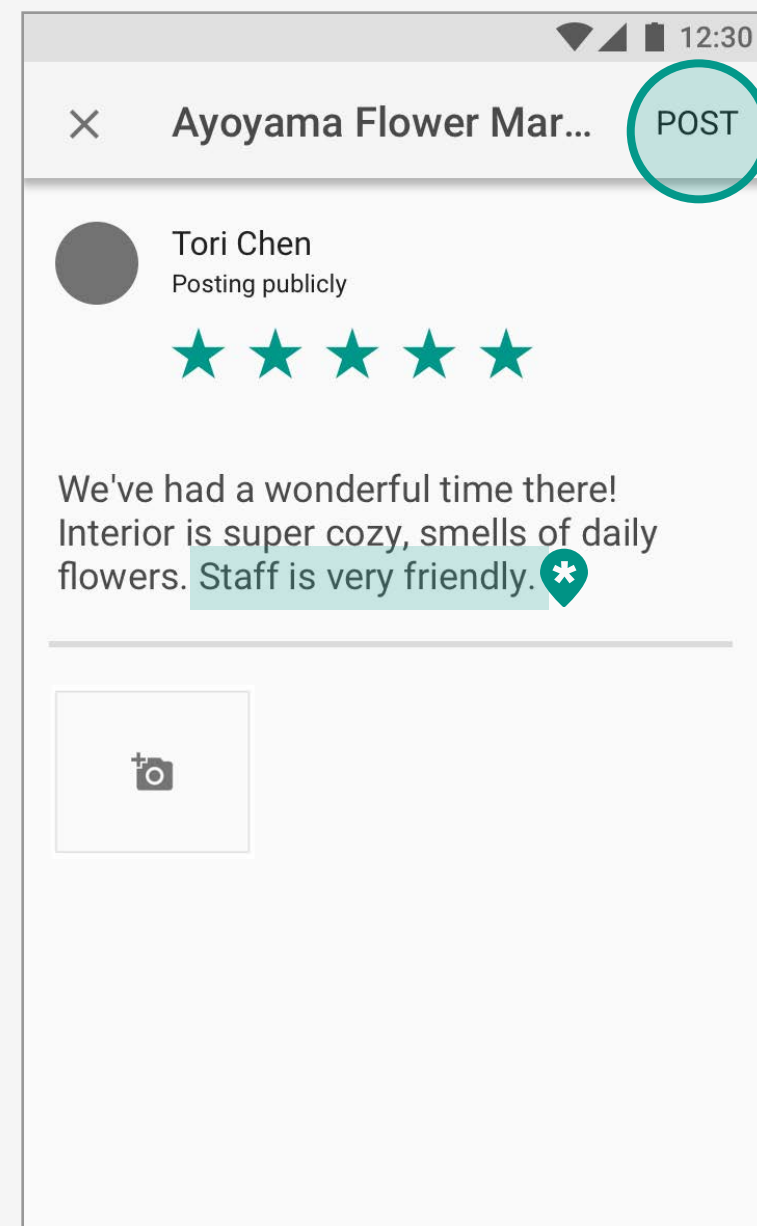 12:30
Ayoyama Flower Mar...
POST
Tori Chen
Posting publicly
We've had a wonderful time there!
Interior is super cozy, smells of daily
flowers. Staff is very friendly.